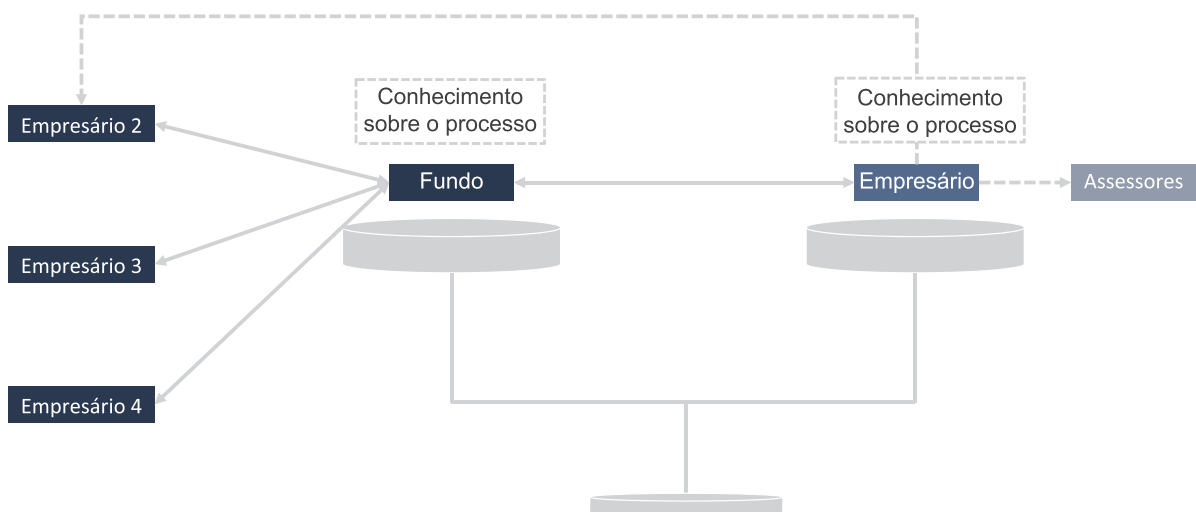 Conhecimento
sobre o processo
Conhecimento
sobre o processo
Empresário 2
Fundo
Empresário
Assessores
Empresário 3
Empresário 4